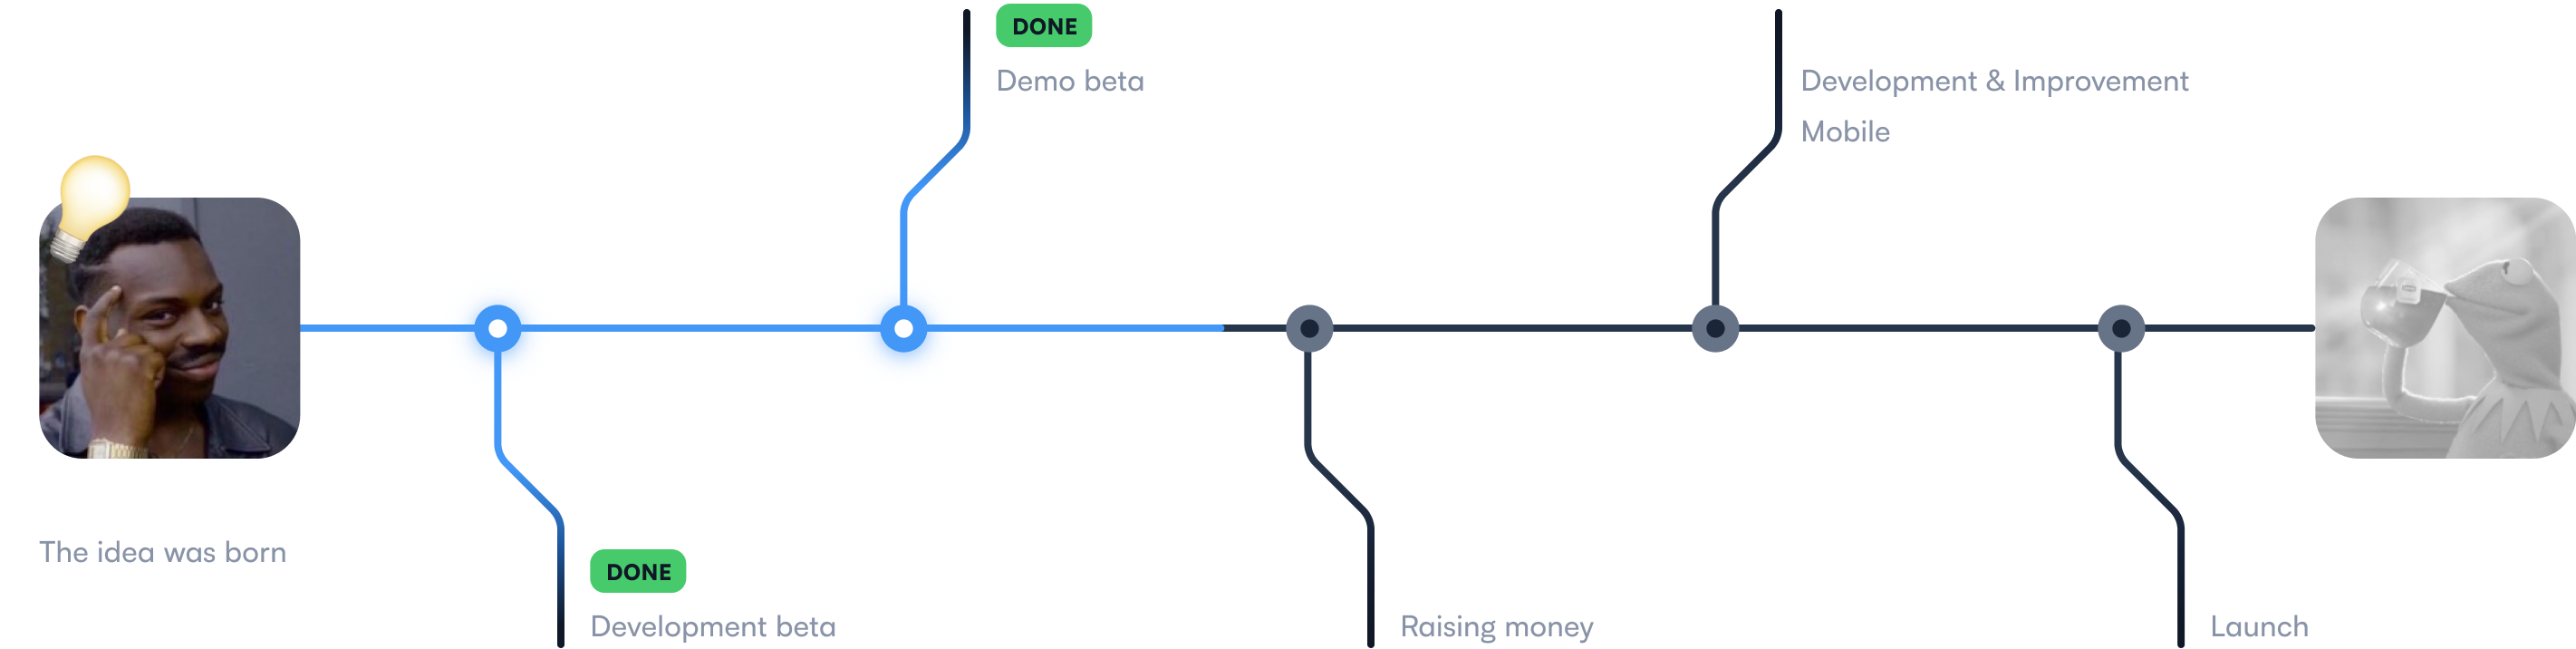 DONE
Demo beta
Development & Improvement
Mobile
The idea was born
DONE
Development beta
Raising money
Launch